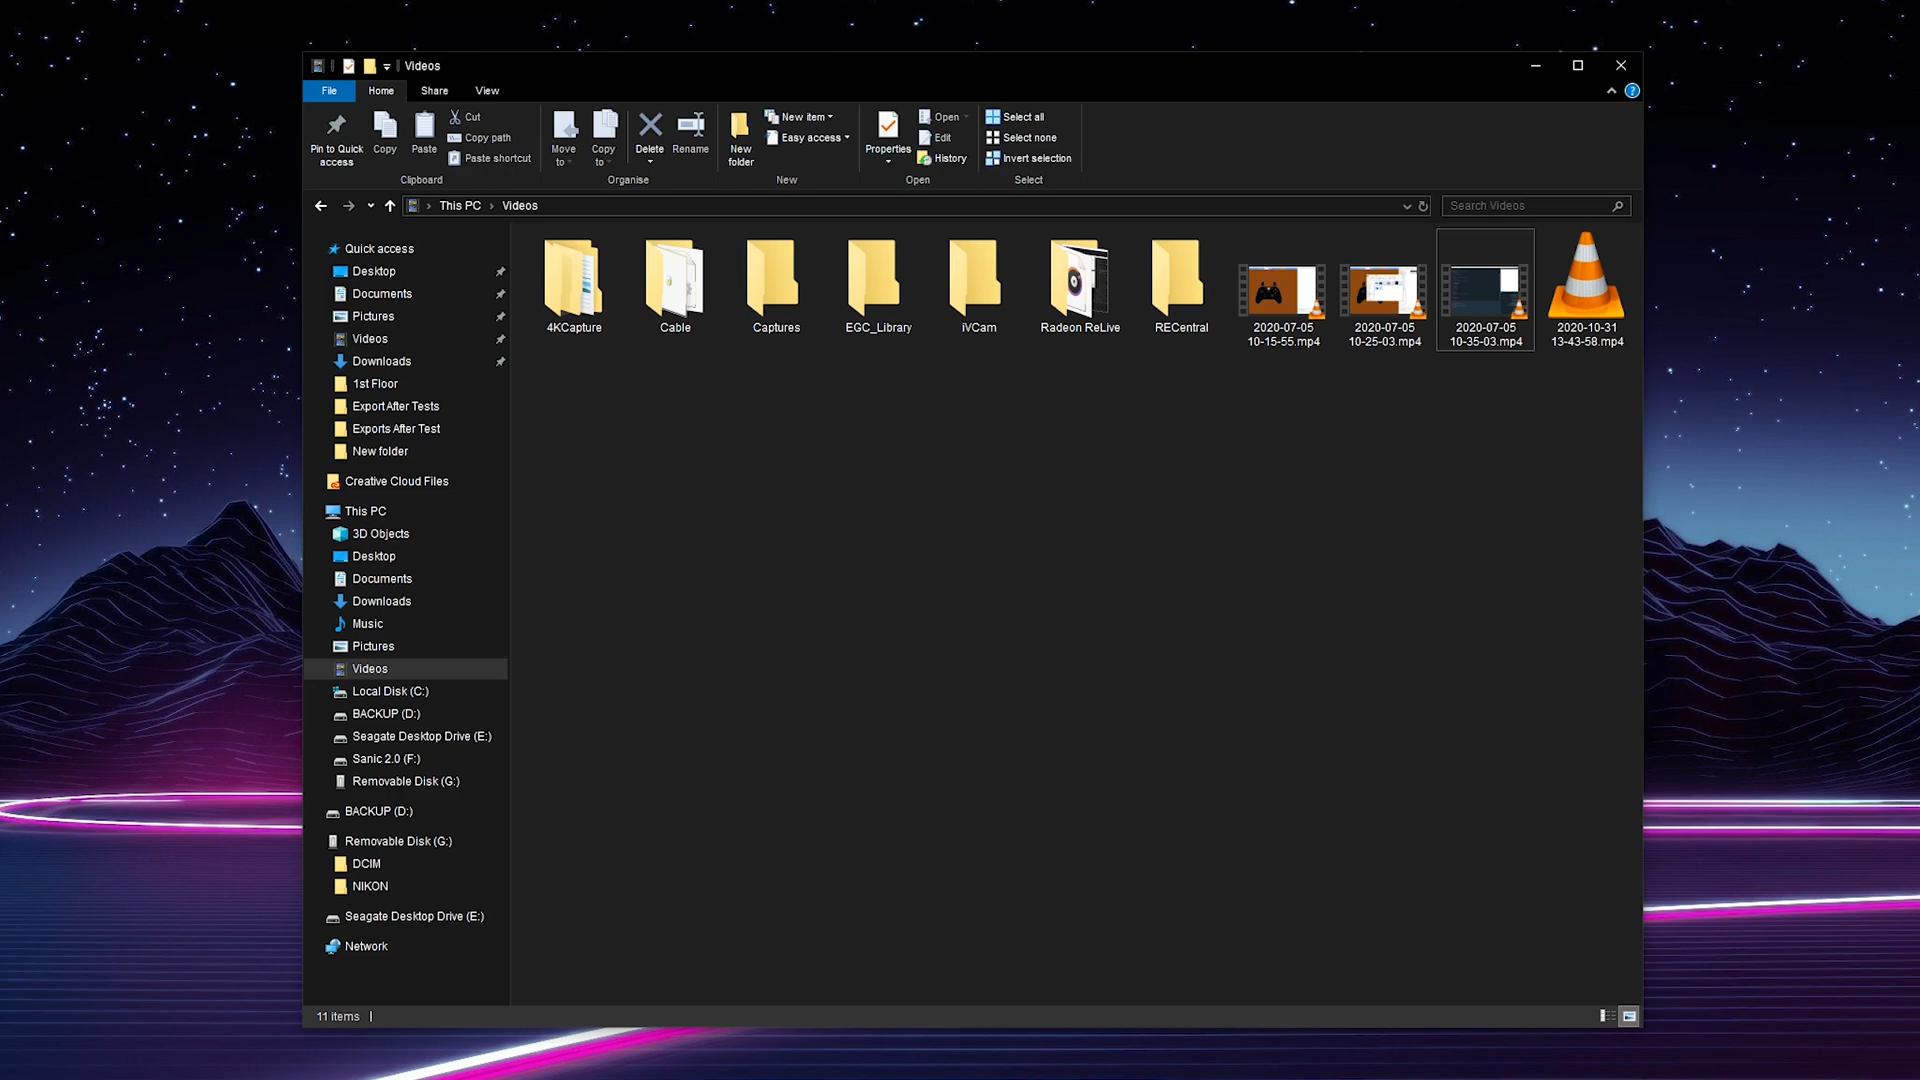 Videos
File Home Share View
Pin to Quick access
Copy
Paste
Cut
Copy path
Paste shortcut
Clipboard
Move to
Copy to
Delete
Rename
Organise
New folder
New item
Easy access
New
Properties
Open
Edit
History
Open
Select all
Select none
Invert selection
Select
This PC > Videos
Search Videos
Quick access
Desktop
Documents
Pictures
Videos
Downloads
1st Floor
Export After Tests
Exports After Test
New folder
Creative Cloud Files
This PC
3D Objects
Desktop
Documents
Downloads
Music
Pictures
Videos
Local Disk (C:)
BACKUP (D:)
Seagate Desktop Drive (E:)
Sanic 2.0 (F:)
Removable Disk (G:)
BACKUP (D:)
Removable Disk (G:)
DCIM
NIKON
Seagate Desktop Drive (E:)
Network
4KCapture
Cable
Captures
EGC_Library
iVCam
Radeon ReLive
RECentral
2020-07-05
10-15-55.mp4
2020-07-05
10-25-03.mp4
2020-07-05
10-35-03.mp4
2020-10-31
13-43-58.mp4
11 items